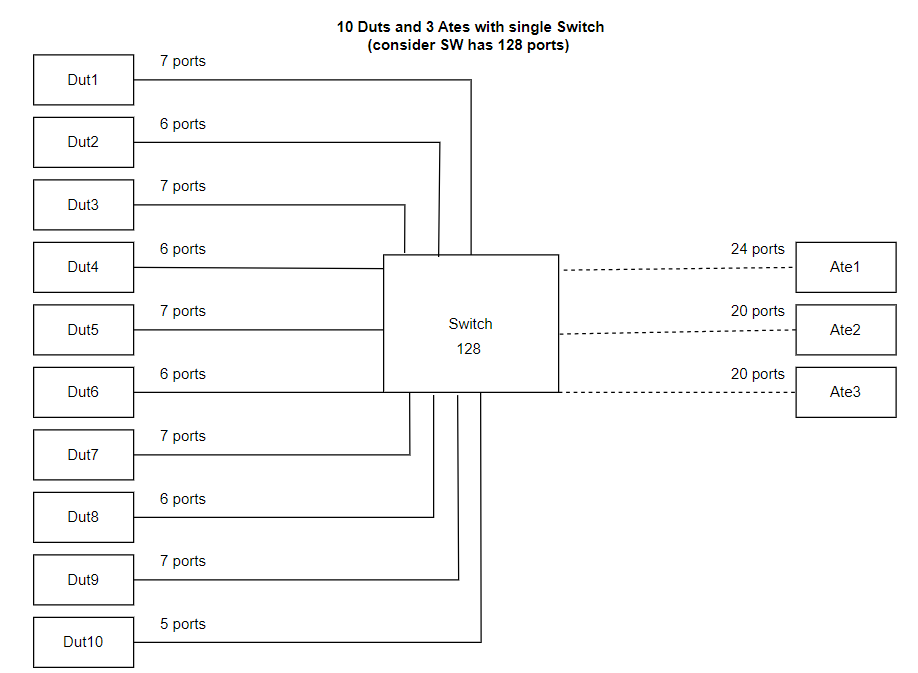 10 Duts and 3 Ates with single Switch
(consider SW has 128 ports)
7 ports
Dut1
6 ports
Dut2
7 ports
Dut3
6 ports
Dut4
24 ports
Ate1
7 ports
Dut5
20 ports
Ate2
Switch
128
6 ports
Dut6
20 ports
Ate3
7 ports
Dut7
6 ports
Dut8
7 ports
Dut9
5 ports
Dut10